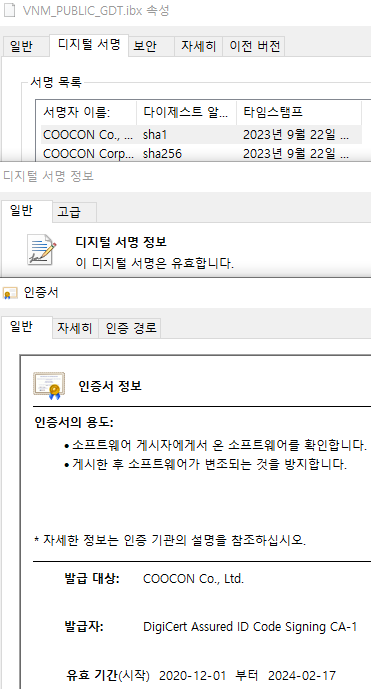 VNM_PUBLIC_GDT.ibx 속성
일반 디지털 서명 보안 자세히 이전 버전
서명 목록
서명자 이름: 다이제스트 알... 타임스탬프
COOCON Co., ... sha1 2023년 9월 22일 ...
COOCON Corp... sha256 2023년 9월 22일 ...
디지털 서명 정보
일반 고급
디지털 서명 정보
이 디지털 서명은 유효합니다.
인증서
일반 자세히 인증 경로
인증서 정보
인증서의 용도:
• 소프트웨어 게시자에게서 온 소프트웨어를 확인합니다.
• 게시한 후 소프트웨어가 변조되는 것을 방지합니다.
* 자세한 정보는 인증 기관의 설명을 참조하십시오.
발급 대상: COOCON Co., Ltd.
발급자: DigiCert Assured ID Code Signing CA-1
유효 기간(시작) 2020-12-01 부터 2024-02-17